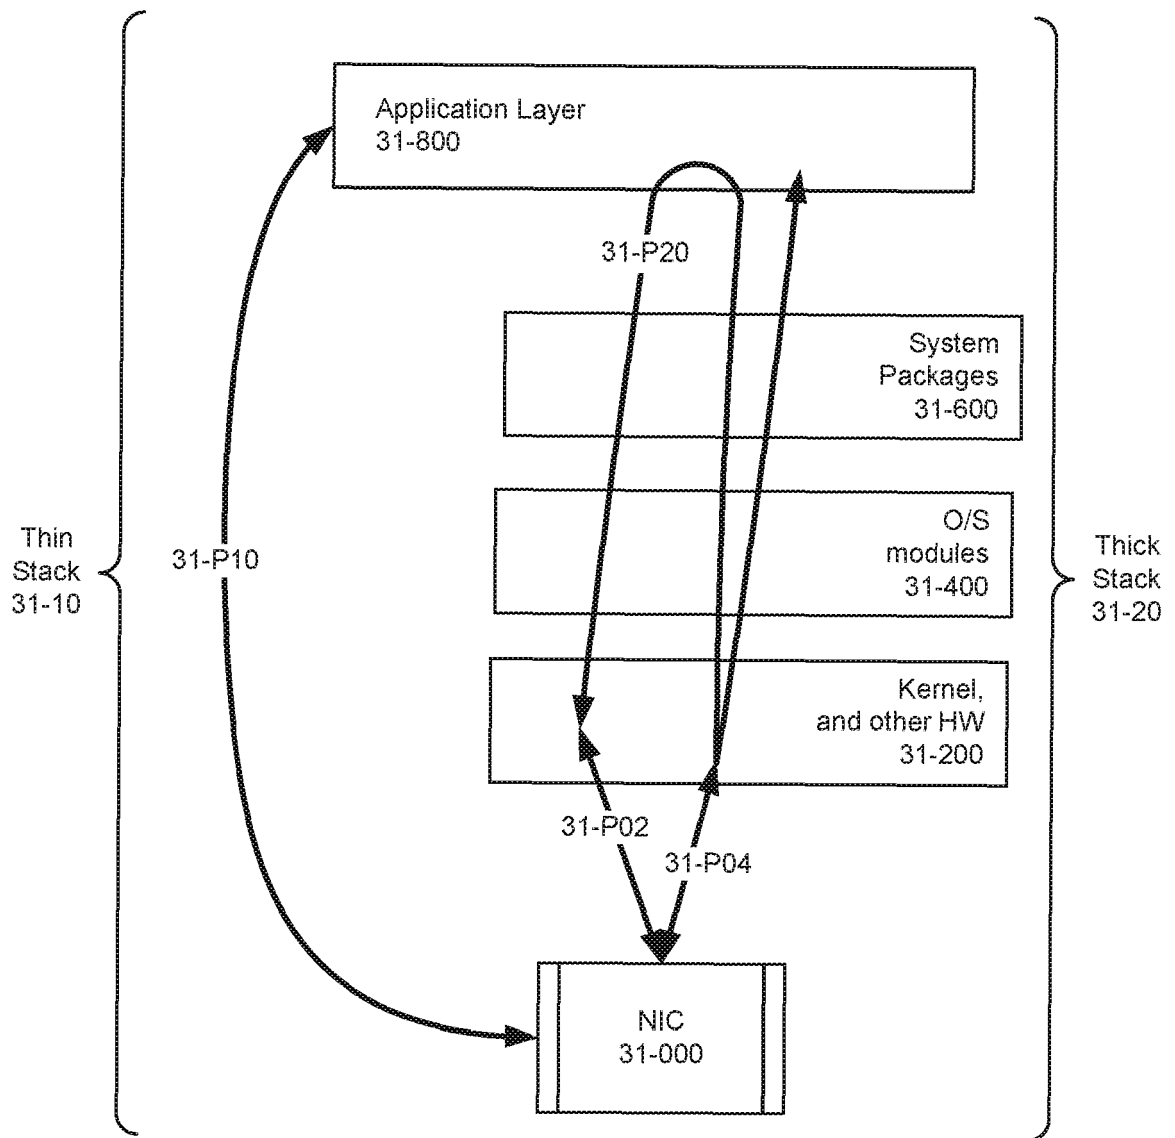 Application Layer
31-800
31-P20
System
Packages
31-600
O/S
modules
31-400
Thin
Stack
31-10
31-P10
Thick
Stack
31-20
Kernel,
and other HW
31-200
31-P02
31-P04
NIC
31-000